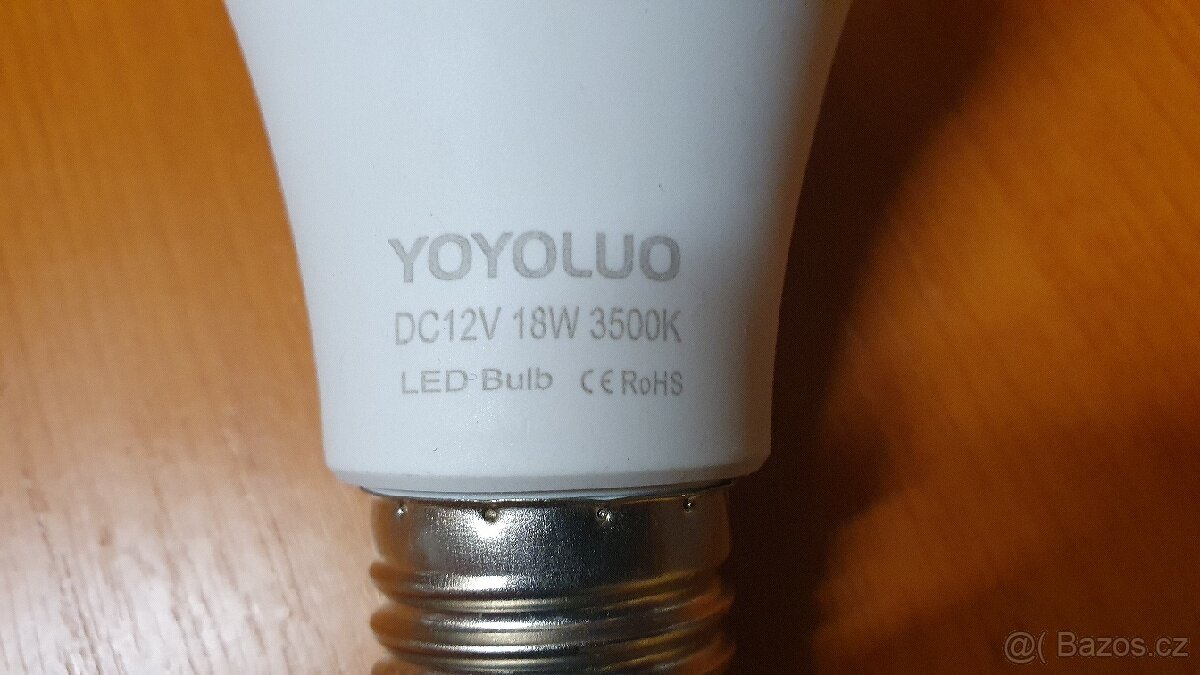 YOYOLUO
DC12V 18W 3500K
LED Bulb CE RoHS
@( Bazos.cz